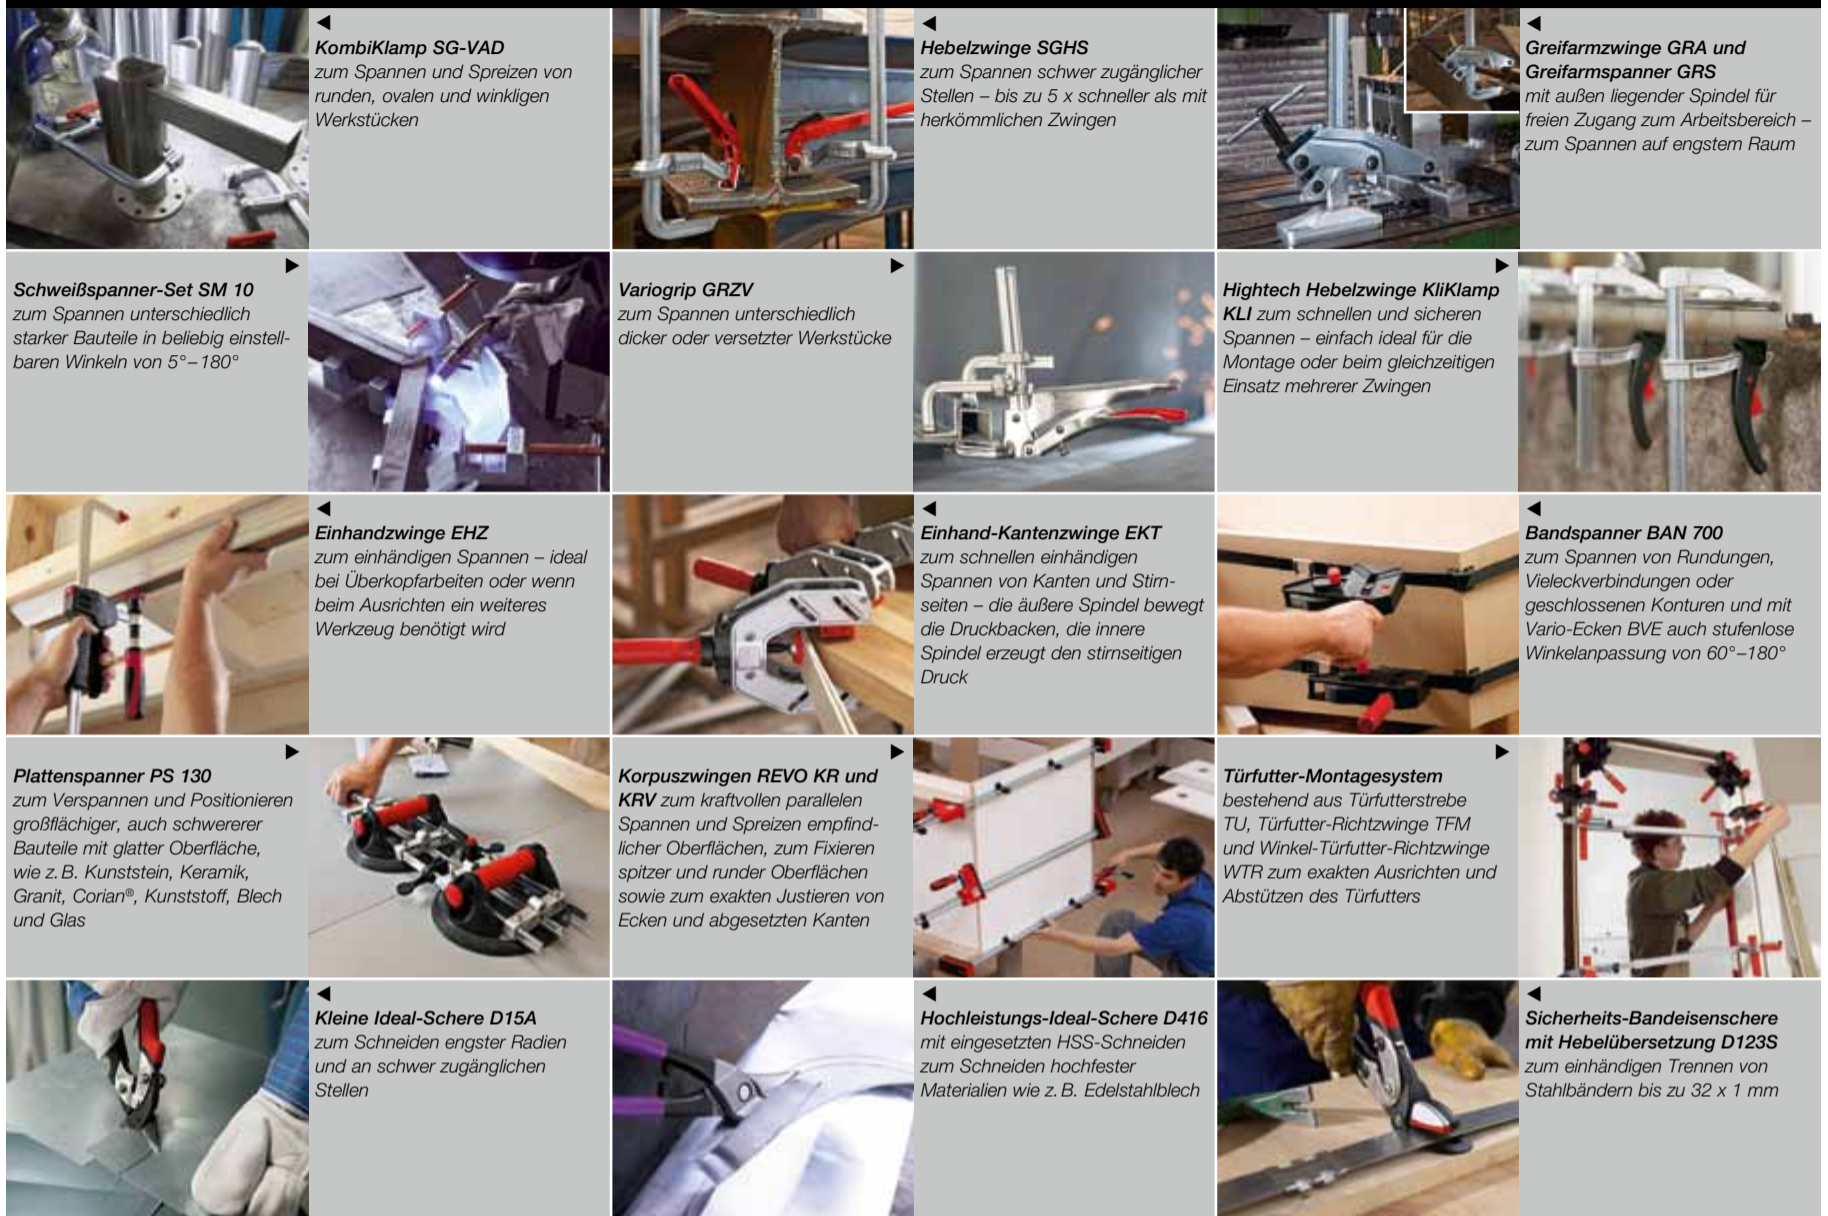 KombiKlamp SG-VAD
zum Spannen und Spreizen von
runden, ovalen und winkligen
Werkstücken
Hebelzwinge SGHS
zum Spannen schwer zugänglicher
Stellen – bis zu 5 x schneller als mit
herkömmlichen Zwingen
Greifarmzwinge GRA und
Greifarmspanner GRS
mit außen liegender Spindel für
freien Zugang zum Arbeitsbereich –
zum Spannen auf engstem Raum
Schweißspanner-Set SM 10
zum Spannen unterschiedlich
starker Bauteile in beliebig einstell-
baren Winkeln von 5°–180°
Variogrip GRZV
zum Spannen unterschiedlich
dicker oder versetzter Werkstücke
Hightech Hebelzwinge KliKlamp
KLI zum schnellen und sicheren
Spannen – einfach ideal für die
Montage oder beim gleichzeitigen
Einsatz mehrerer Zwingen
Einhandzwinge EHZ
zum einhändigen Spannen – ideal
bei Überkopfarbeiten oder wenn
beim Ausrichten ein weiteres
Werkzeug benötigt wird
Einhand-Kantenzwinge EKT
zum schnellen einhändigen
Spannen von Kanten und Stirn-
seiten – die äußere Spindel bewegt
die Druckbacken, die innere
Spindel erzeugt den stirnseitigen
Druck
Bandspanner BAN 700
zum Spannen von Rundungen,
Vieleckverbindungen oder
geschlossenen Konturen und mit
Vario-Ecken BVE auch stufenlose
Winkelanpassung von 60°–180°
Plattenspanner PS 130
zum Verspannen und Positionieren
großflächiger, auch schwererer
Bauteile mit glatter Oberfläche,
wie z. B. Kunststein, Keramik,
Granit, Corian®, Kunststoff, Blech
und Glas
Korpuszwingen REVO KR und
KRV zum kraftvollen parallelen
Spannen und Spreizen empfind-
licher Oberflächen, zum Fixieren
spitzer und runder Oberflächen
sowie zum exakten Justieren von
Ecken und abgesetzten Kanten
Türfutter-Montagesystem
bestehend aus Türfutterstrebe
TU, Türfutter-Richtzwinge TFM
und Winkel-Türfutter-Richtzwinge
WTR zum exakten Ausrichten und
Abstützen des Türfutters
Kleine Ideal-Schere D15A
zum Schneiden engster Radien
und an schwer zugänglichen
Stellen
Hochleistungs-Ideal-Schere D416
mit eingesetzten HSS-Schneiden
zum Schneiden hochfester
Materialien wie z. B. Edelstahlblech
Sicherheits-Bandeisenschere
mit Hebelübersetzung D123S
zum einhändigen Trennen von
Stahlbändern bis zu 32 x 1 mm